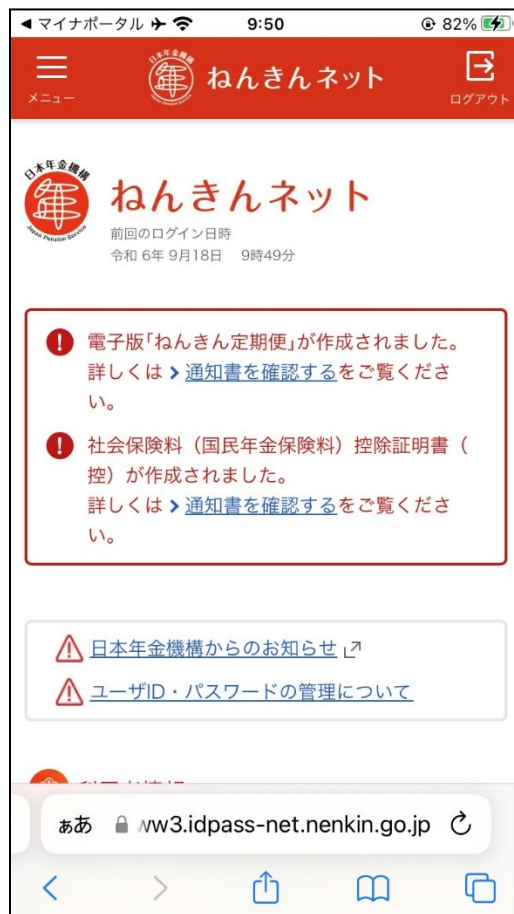 ◀ マイナポータル 9:50 82%
メニュー
日本年金機構
ねんきんネット
ログアウト
日本年金機構
Japan Pension Service
ねんきんネット
前回のログイン日時
令和 6年 9月18日 9時49分
電子版「ねんきん定期便」が作成されました。
詳しくは > 通知書を確認するをご覧くださ
い。
社会保険料（国民年金保険料）控除証明書（
控）が作成されました。
詳しくは > 通知書を確認するをご覧くださ
い。
日本年金機構からのお知らせ
ユーザID・パスワードの管理について
ぁあ ww3.idpass-net.nenkin.go.jp